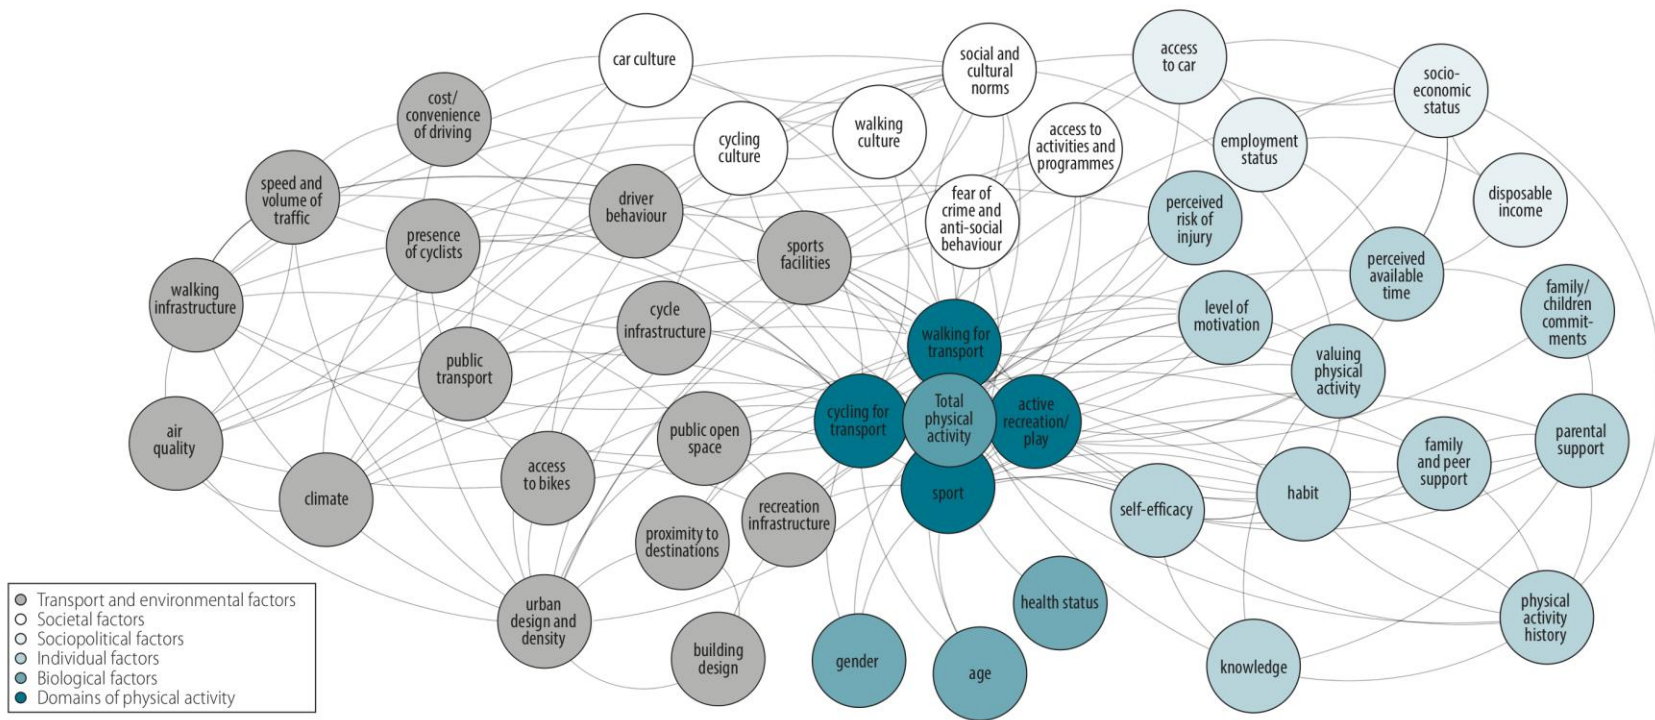 car culture
social and
cultural
norms
access
to car
socio-
economic
status
cost/
convenience
of driving
cycling
culture
walking
culture
access to
activities and
programmes
employment
status
speed and
volume of
traffic
driver
behaviour
fear of
crime and
anti-social
behaviour
perceived
risk of
injury
disposable
income
presence
of cyclists
sports
facilities
perceived
available
time
walking
infrastructure
cycle
infrastructure
level of
motivation
family/
children
commit-
ments
public
transport
walking for
transport
valuing
physical
activity
air
quality
public open
space
cycling for
transport
Total
physical
activity
active
recreation/
play
family
and peer
support
parental
support
climate
access
to bikes
recreation
infrastructure
sport
self-efficacy
habit
proximity to
destinations
urban
design and
density
building
design
gender
age
health status
knowledge
physical
activity
history
Transport and environmental factors
Societal factors
Sociopolitical factors
Individual factors
Biological factors
Domains of physical activity